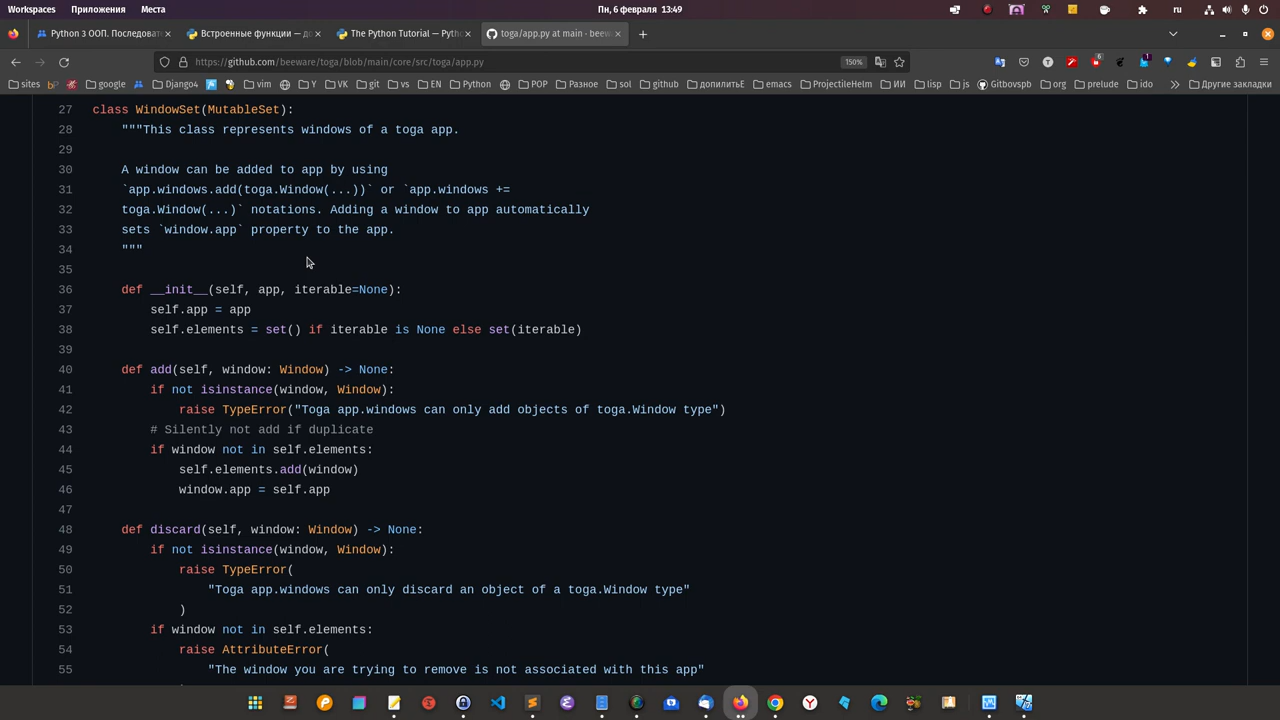 Workspaces Приложения Места Пн, 6 февраля 13:49 ru
Python 3 ООП. Последоват Встроенные функции — до The Python Tutorial — Pytho toga/app.py at main · beew
https://github.com/beeware/toga/blob/main/core/src/toga/app.py 150% 6 1
sites google Django4 vim Y VK git vs EN Python POP Разное sol github допилитьЕ emacs ProjectileHelm ИИ lisp js Gitbovspb org prelude ido Другие закладки
27 class WindowSet(MutableSet):
28 """This class represents windows of a toga app.
29
30 A window can be added to app by using
31 `app.windows.add(toga.Window(...))` or `app.windows +=
32 toga.Window(...)` notations. Adding a window to app automatically
33 sets `window.app` property to the app.
34 """
35
36 def __init__(self, app, iterable=None):
37 self.app = app
38 self.elements = set() if iterable is None else set(iterable)
39
40 def add(self, window: Window) -> None:
41 if not isinstance(window, Window):
42 raise TypeError("Toga app.windows can only add objects of toga.Window type")
43 # Silently not add if duplicate
44 if window not in self.elements:
45 self.elements.add(window)
46 window.app = self.app
47
48 def discard(self, window: Window) -> None:
49 if not isinstance(window, Window):
50 raise TypeError(
51 "Toga app.windows can only discard an object of a toga.Window type"
52 )
53 if window not in self.elements:
54 raise AttributeError(
55 "The window you are trying to remove is not associated with this app"